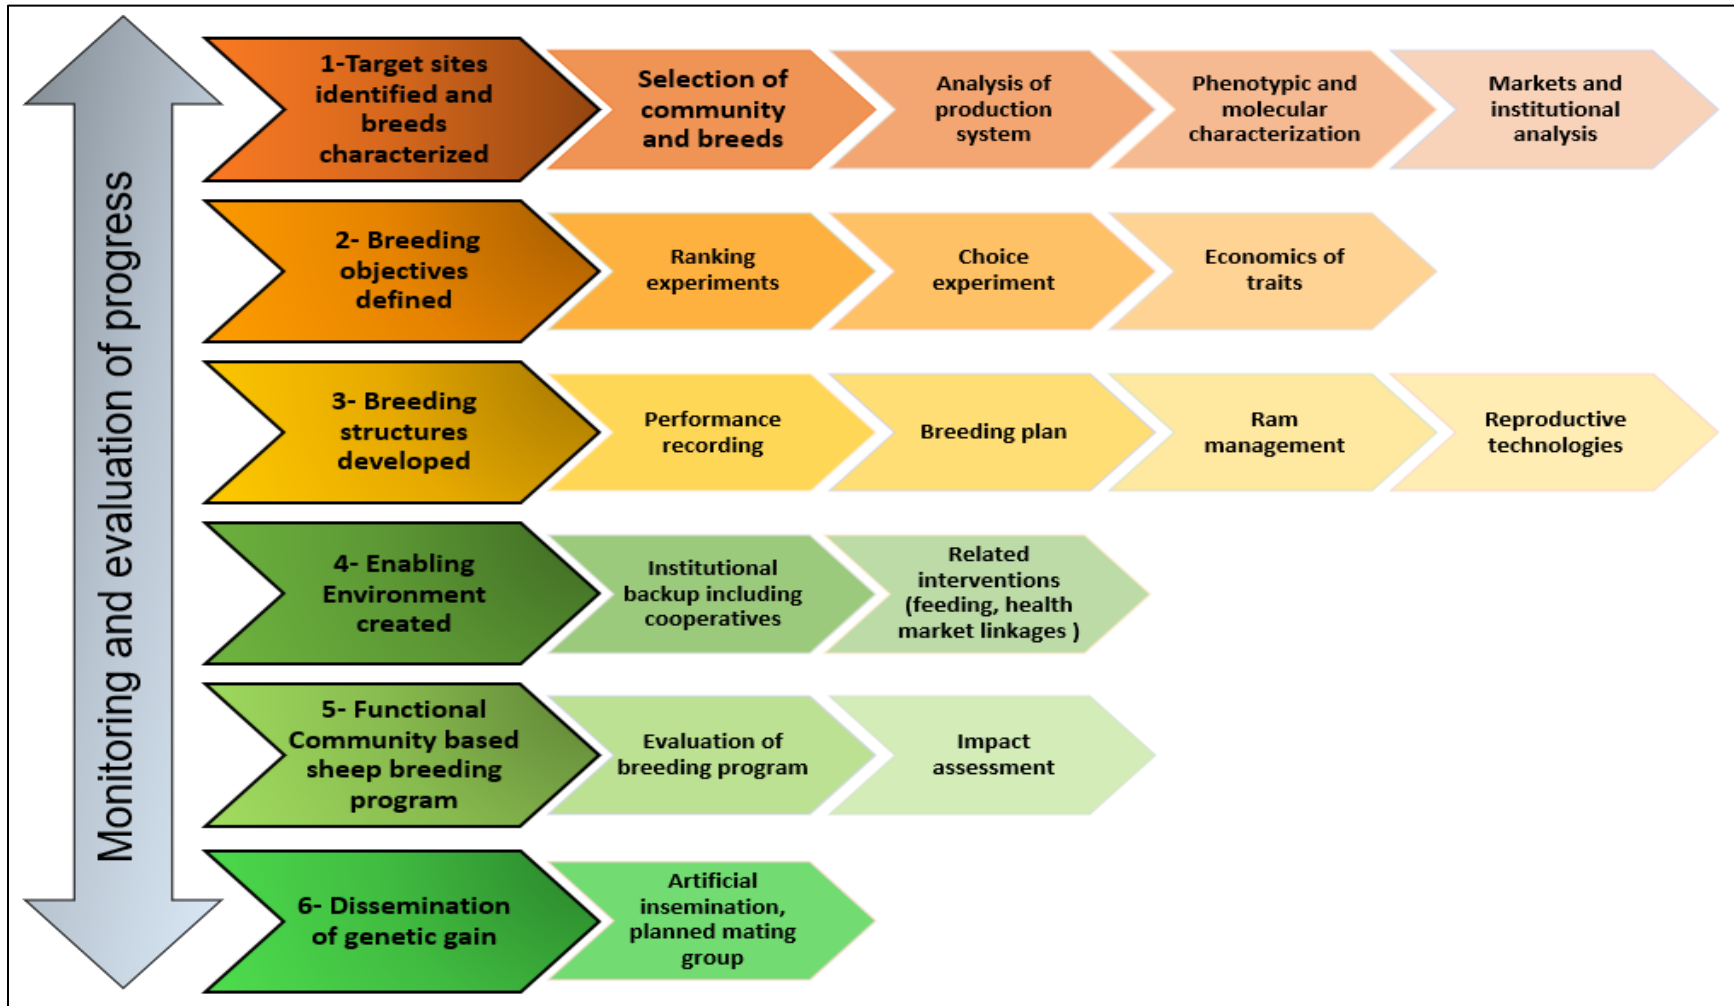 Monitoring and evaluation of progress
1-Target sites
identified and
breeds
characterized
Selection of
community
and breeds
Analysis of
production
system
Phenotypic and
molecular
characterization
Markets and
institutional
analysis
2- Breeding
objectives
defined
Ranking
experiments
Choice
experiment
Economics of
traits
3- Breeding
structures
developed
Performance
recording
Breeding plan
Ram
management
Reproductive
technologies
4- Enabling
Environment
created
Institutional
backup including
cooperatives
Related
interventions
(feeding, health
market linkages )
5- Functional
Community based
sheep breeding
program
Evaluation of
breeding program
Impact
assessment
6- Dissemination
of genetic gain
Artificial
insemination,
planned mating
group